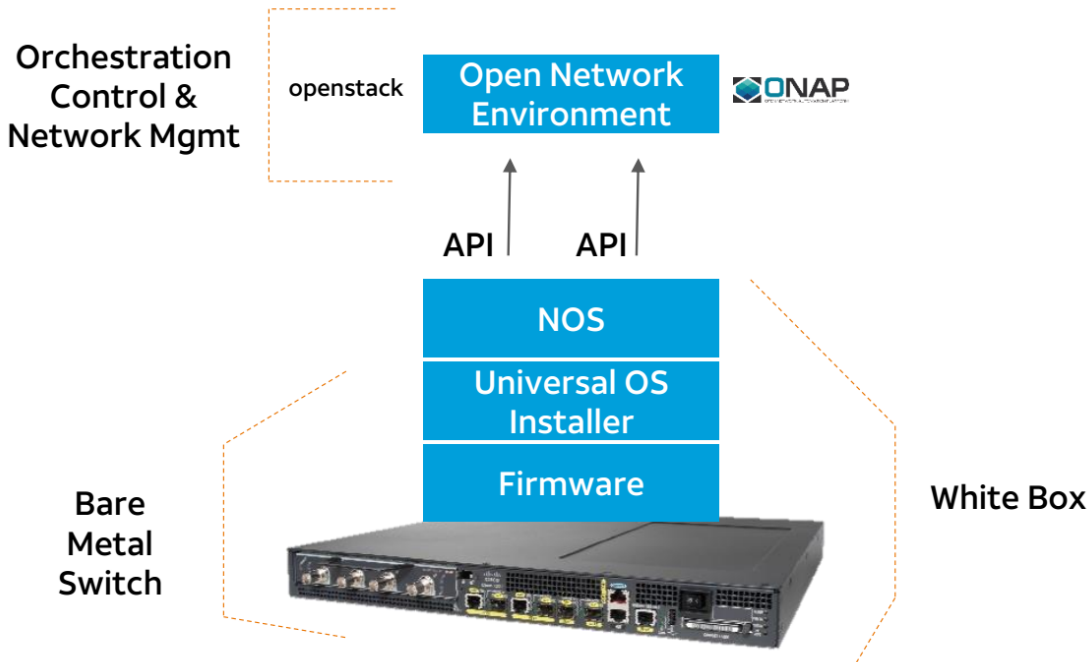 Orchestration
Control &
Network Mgmt
openstack
Open Network
Environment
ONAP
API
API
NOS
Universal OS
Installer
Firmware
Bare
Metal
Switch
White Box